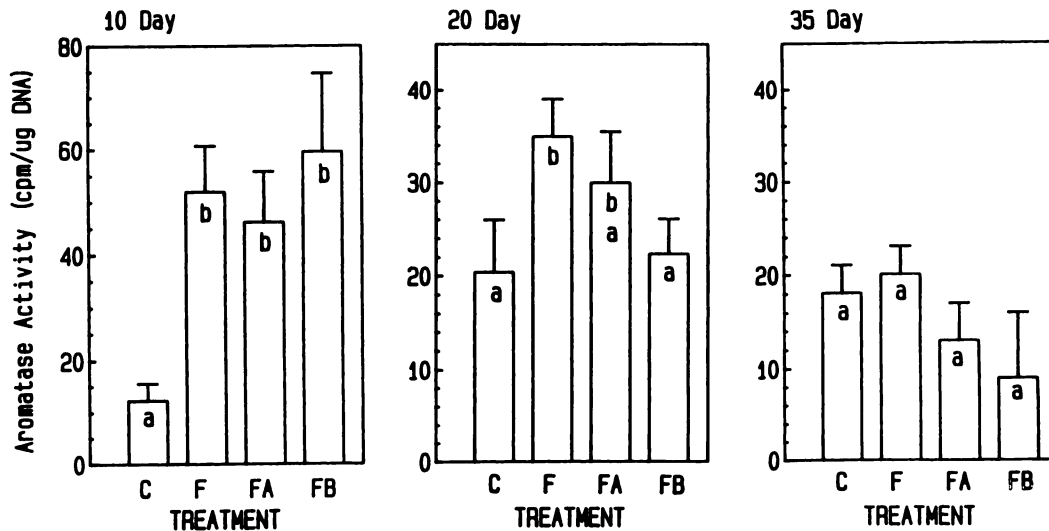 10 Day
20 Day
35 Day
Aromatase Activity (cpm/ug DNA)
80
60
40
20
0
a
b
b
b
C F FA FB
TREATMENT
40
30
20
10
0
a
b
b
a
a
C F FA FB
TREATMENT
40
30
20
10
0
a
a
a
a
C F FA FB
TREATMENT